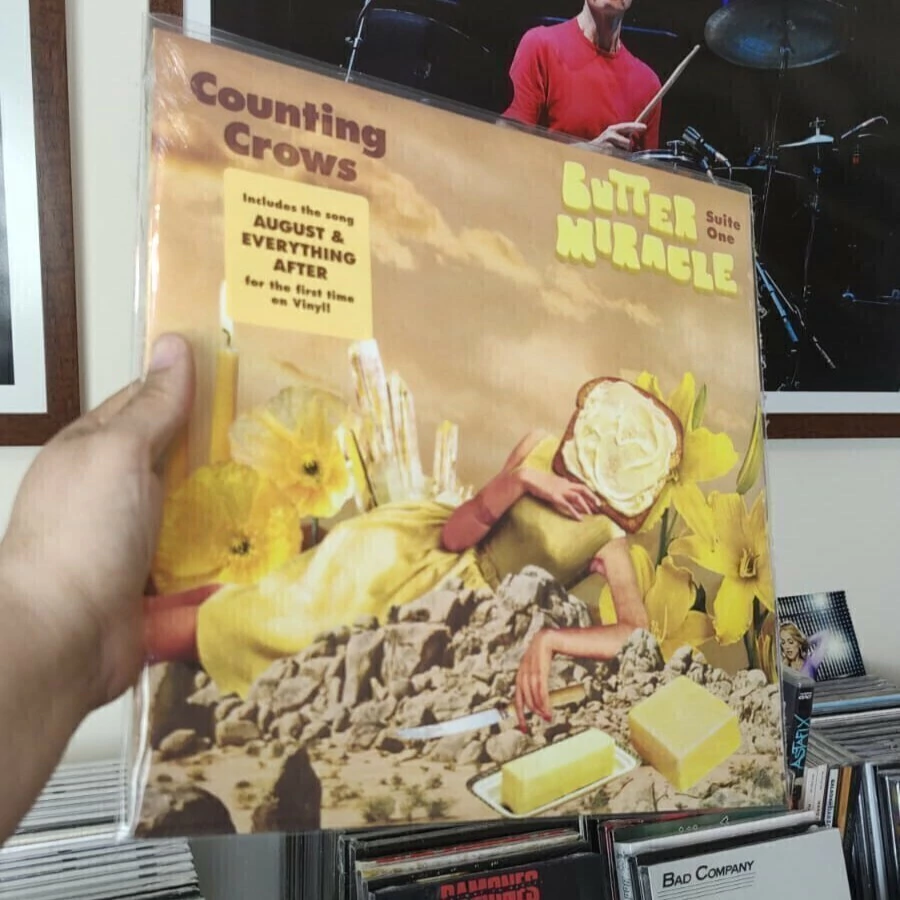 Counting
Crows
Includes the song
AUGUST &
EVERYTHING
AFTER
for the first time
on Vinyl!
BUTTER
MIRACLE
Suite
One
RAMONES
BAD COMPANY